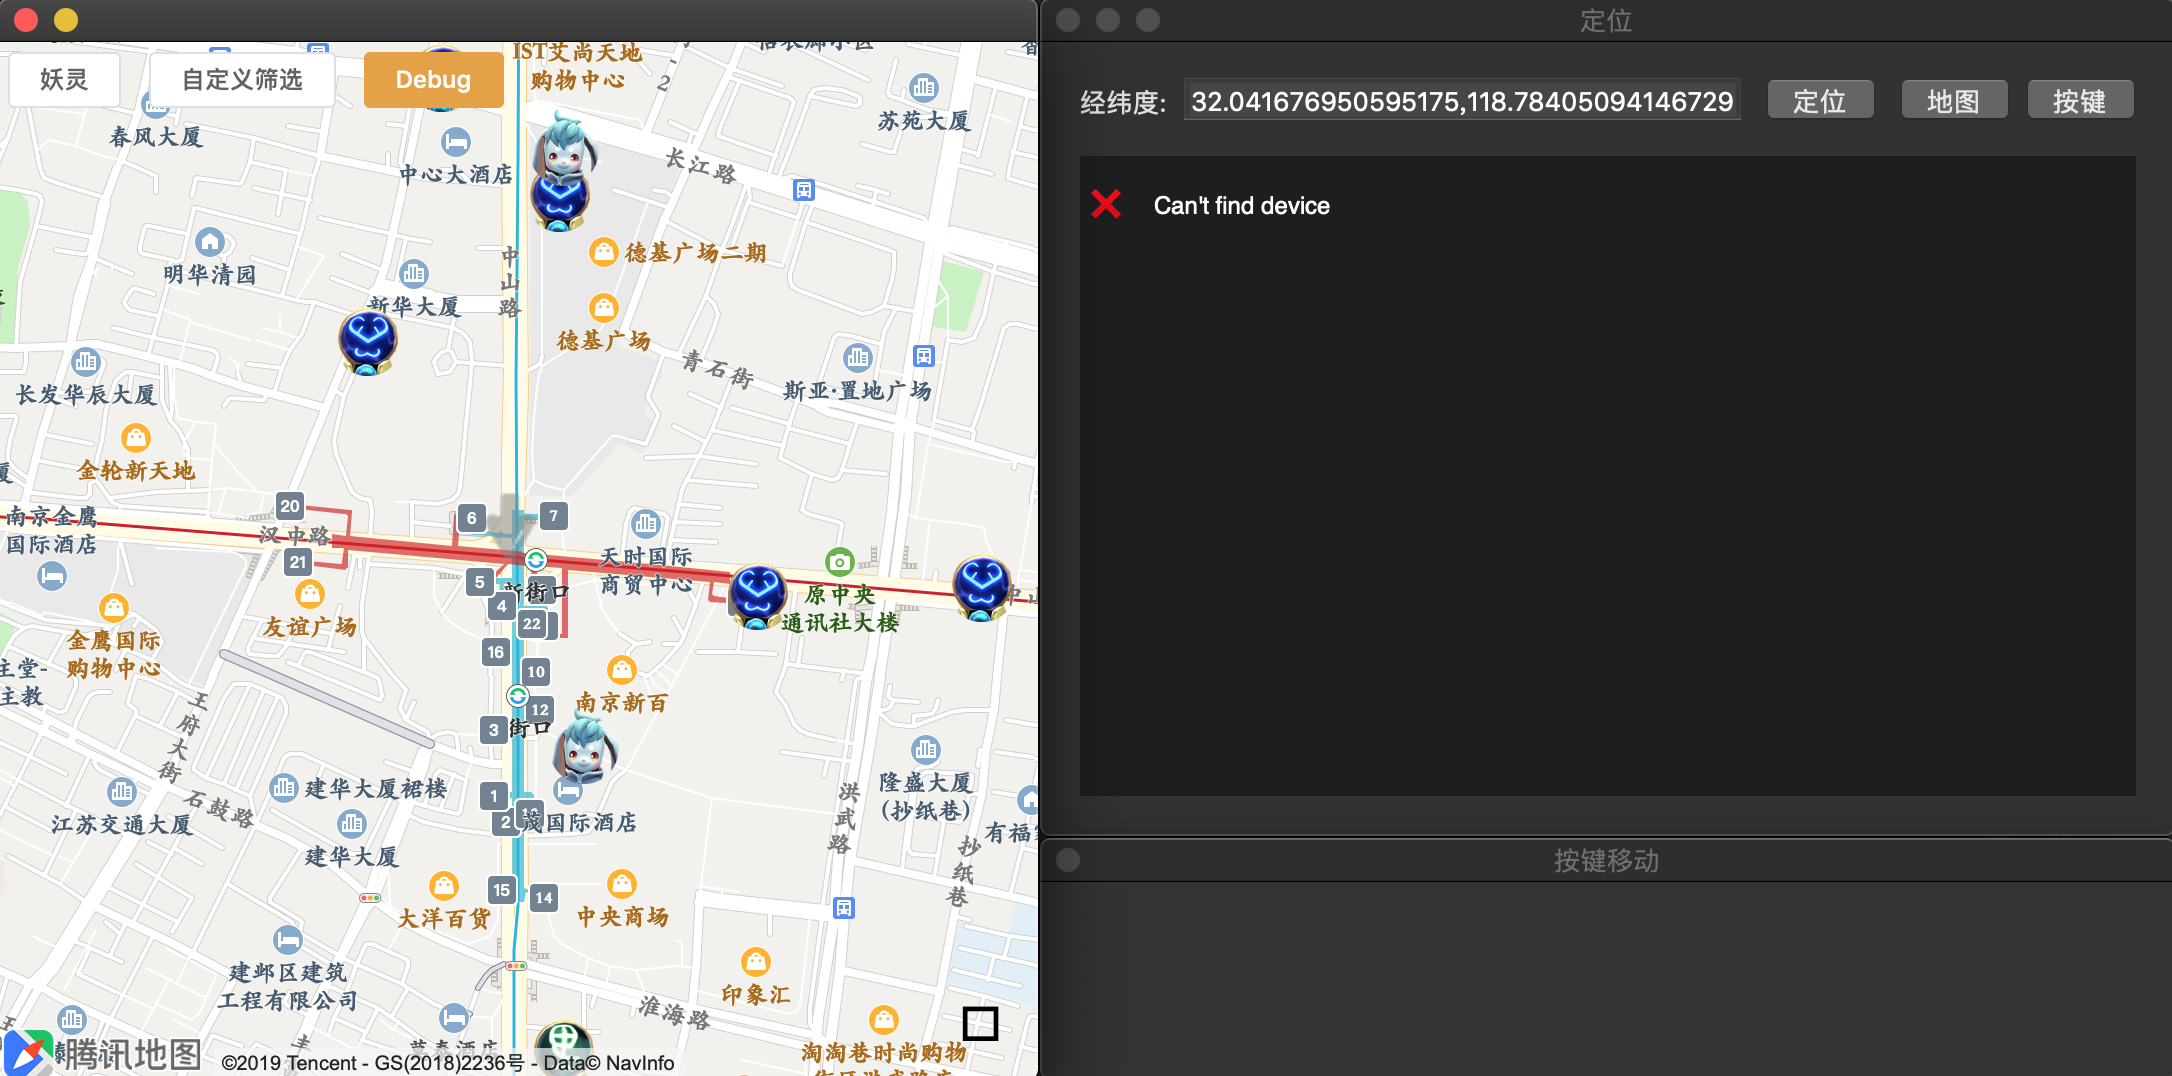 妖灵
自定义筛选
Debug
IST艾尚天地
购物中心
2
苏苑大厦
春风大厦
中心大酒店
长江路
德基广场二期
明华清园
中山路
新华大厦
德基广场
青石街
斯亚·置地广场
长发华辰大厦
金轮新天地
南京金鹰
国际酒店
20
汉中路
21
6
7
天时国际
商贸中心
5
新街口
4
22
原中央
通讯社大楼
中山
友谊广场
金鹰国际
购物中心
主堂-
主教
16
10
12
南京新百
3
街口
王府大街
石鼓路
建华大厦裙楼
江苏交通大厦
建华大厦
1
2
茂国际酒店
洪武路
隆盛大厦
(抄纸巷)
有福
抄纸巷
15
14
大洋百货
中央商场
建邺区建筑
工程有限公司
印象汇
淮海路
淘淘巷时尚购物
腾讯地图
©2019 Tencent - GS(2018)2236号 - Data© NavInfo
定位
经纬度:
32.041676950595175,118.78405094146729
定位
地图
按键
Can't find device
按键移动